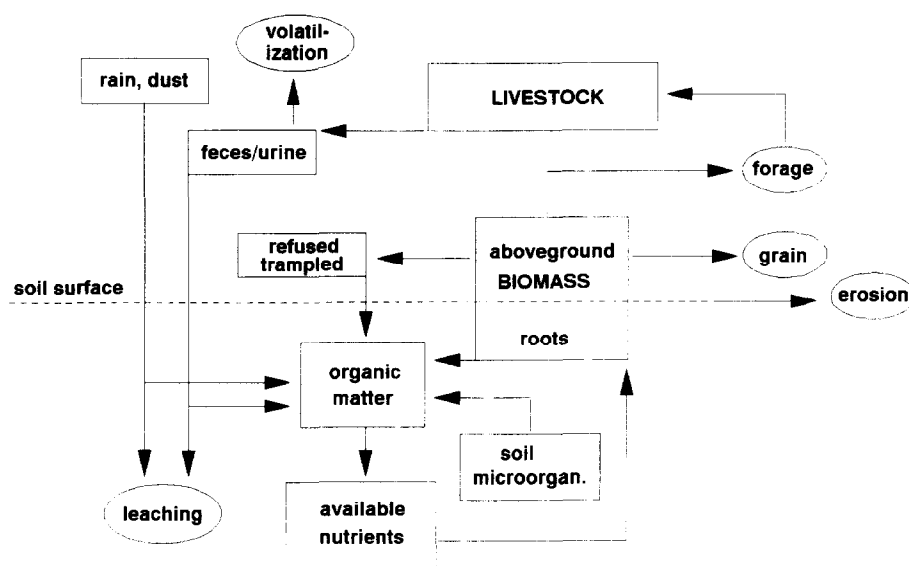 volatil-
ization
rain, dust
LIVESTOCK
feces/urine
forage
refused
trampled
aboveground
BIOMASS
grain
soil surface
erosion
roots
organic
matter
soil
microorgan.
leaching
available
nutrients